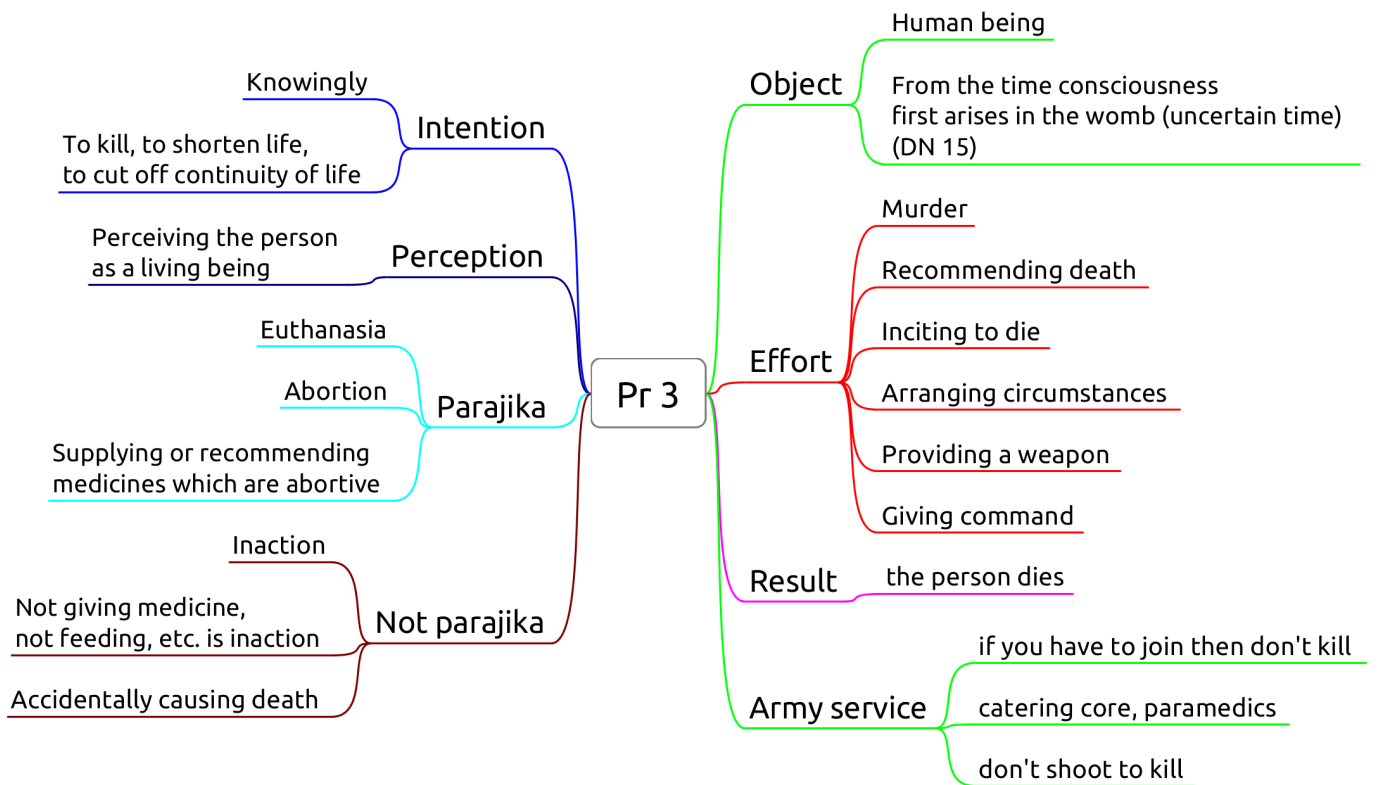 Pr 3
Object
Human being
From the time consciousness
first arises in the womb (uncertain time)
(DN 15)
Effort
Murder
Recommending death
Inciting to die
Arranging circumstances
Providing a weapon
Giving command
Result
the person dies
Army service
if you have to join then don't kill
catering core, paramedics
don't shoot to kill
Intention
Knowingly
To kill, to shorten life,
to cut off continuity of life
Perception
Perceiving the person
as a living being
Parajika
Euthanasia
Abortion
Supplying or recommending
medicines which are abortive
Not parajika
Inaction
Not giving medicine,
not feeding, etc. is inaction
Accidentally causing death